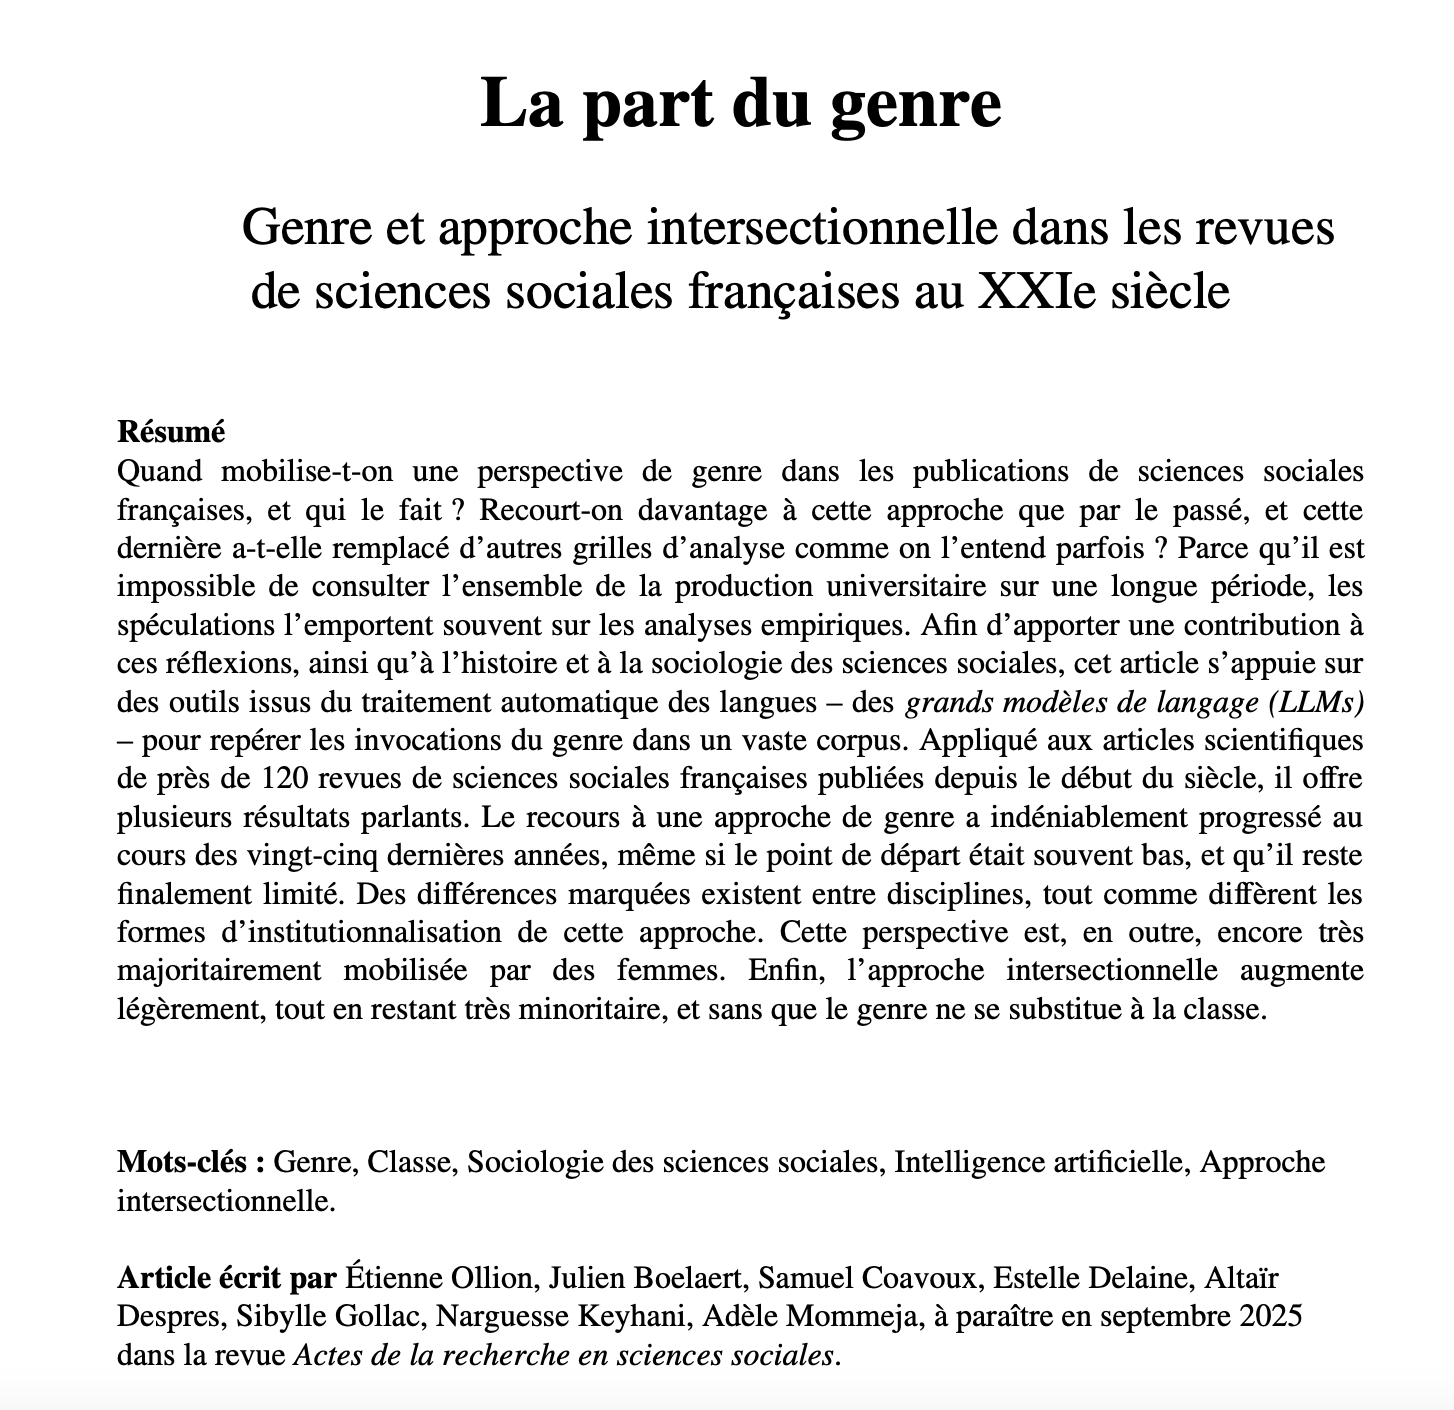 La part du genre
Genre et approche intersectionnelle dans les revues
de sciences sociales françaises au XXIe siècle
Résumé
Quand mobilise-t-on une perspective de genre dans les publications de sciences sociales
françaises, et qui le fait ? Recourt-on davantage à cette approche que par le passé, et cette
dernière a-t-elle remplacé d’autres grilles d’analyse comme on l’entend parfois ? Parce qu’il est
impossible de consulter l’ensemble de la production universitaire sur une longue période, les
spéculations l’emportent souvent sur les analyses empiriques. Afin d’apporter une contribution à
ces réflexions, ainsi qu’à l’histoire et à la sociologie des sciences sociales, cet article s’appuie sur
des outils issus du traitement automatique des langues – des grands modèles de langage (LLMs)
– pour repérer les invocations du genre dans un vaste corpus. Appliqué aux articles scientifiques
de près de 120 revues de sciences sociales françaises publiées depuis le début du siècle, il offre
plusieurs résultats parlants. Le recours à une approche de genre a indéniablement progressé au
cours des vingt-cinq dernières années, même si le point de départ était souvent bas, et qu’il reste
finalement limité. Des différences marquées existent entre disciplines, tout comme diffèrent les
formes d’institutionnalisation de cette approche. Cette perspective est, en outre, encore très
majoritairement mobilisée par des femmes. Enfin, l’approche intersectionnelle augmente
légèrement, tout en restant très minoritaire, et sans que le genre ne se substitue à la classe.
Mots-clés : Genre, Classe, Sociologie des sciences sociales, Intelligence artificielle, Approche
intersectionnelle.
Article écrit par Étienne Ollion, Julien Boelaert, Samuel Coavoux, Estelle Delaine, Altaïr
Despres, Sibylle Gollac, Narguesse Keyhani, Adèle Mommeja, à paraître en septembre 2025
dans la revue Actes de la recherche en sciences sociales.